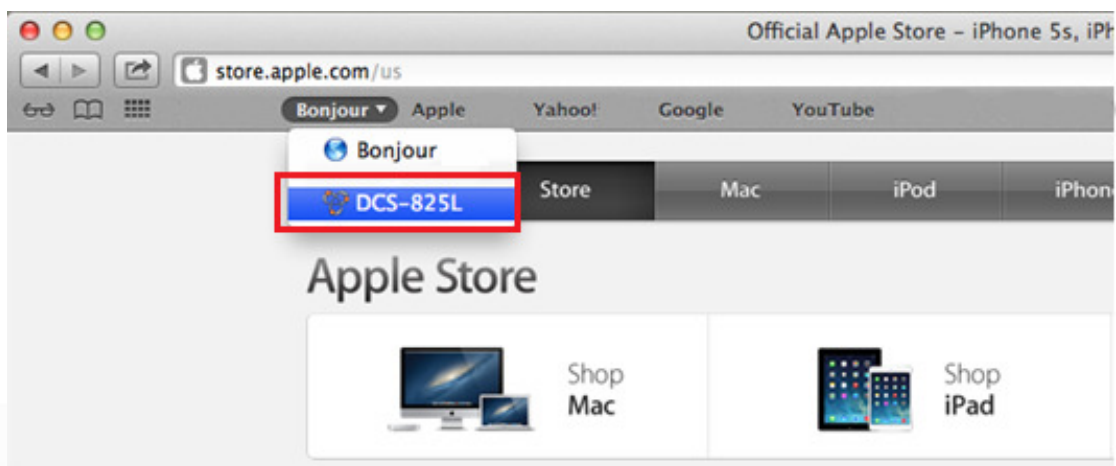 Official Apple Store – iPhone 5s, iPh
store.apple.com/us
Bonjour ▼ Apple Yahoo! Google YouTube
Bonjour
DCS-825L
Store Mac iPod iPhon
Apple Store
Shop
Mac
Shop
iPad